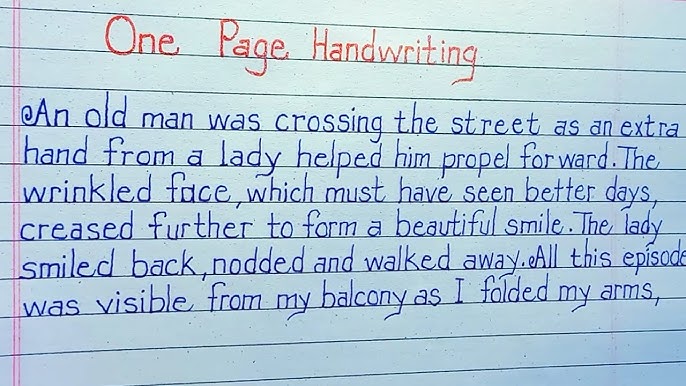 One Page Handwriting
An old man was crossing the street as an extra
hand from a lady helped him propel forward. The
wrinkled face, which must have seen better days,
creased further to form a beautiful smile. The lady
smiled back, nodded and walked away. All this episode
was visible from my balcony as I folded my arms,